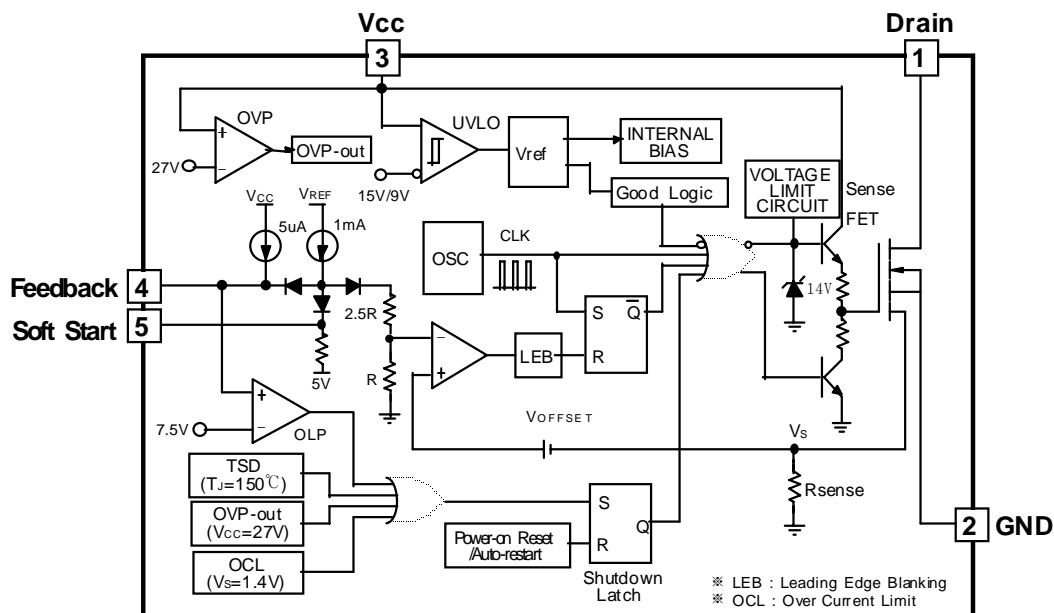 Vcc
Drain
3
1
OVP
+
−
27V
OVP-out
UVLO
15V/9V
Vref
INTERNAL
BIAS
Good Logic
VOLTAGE
LIMIT
CIRCUIT
Sense
FET
VCC
VREF
5uA
1mA
OSC
CLK
Feedback
4
Soft Start
5
2.5R
R
5V
−
+
LEB
S
Q
R
14V
7.5V
+
−
OLP
VOFFSET
VS
Rsense
TSD
(TJ=150℃)
OVP-out
(VCC=27V)
OCL
(VS=1.4V)
Power-on Reset
/Auto-restart
S
R
Q
Shutdown
Latch
2
GND
※ LEB : Leading Edge Blanking
※ OCL : Over Current Limit